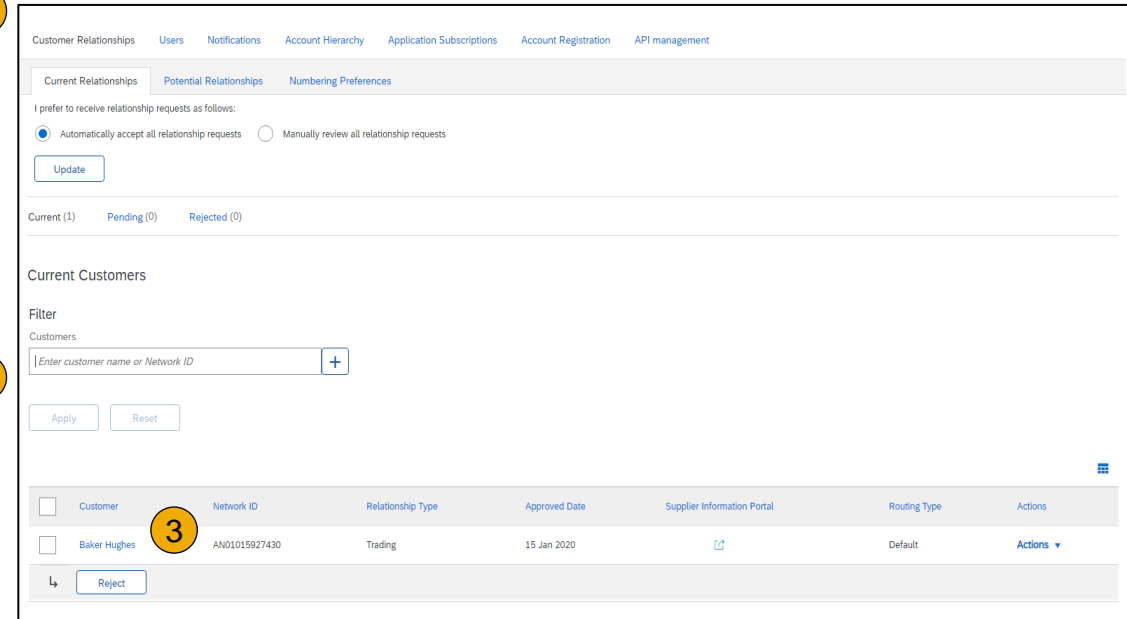 Customer Relationships Users Notifications Account Hierarchy Application Subscriptions Account Registration API management
Current Relationships Potential Relationships Numbering Preferences
I prefer to receive relationship requests as follows:
Automatically accept all relationship requests Manually review all relationship requests
Update
Current (1) Pending (0) Rejected (0)
Current Customers
Filter
Customers
Enter customer name or Network ID +
Apply Reset
Customer Network ID Relationship Type Approved Date Supplier Information Portal Routing Type Actions
3
Baker Hughes AN01015927430 Trading 15 Jan 2020 Default Actions
Reject